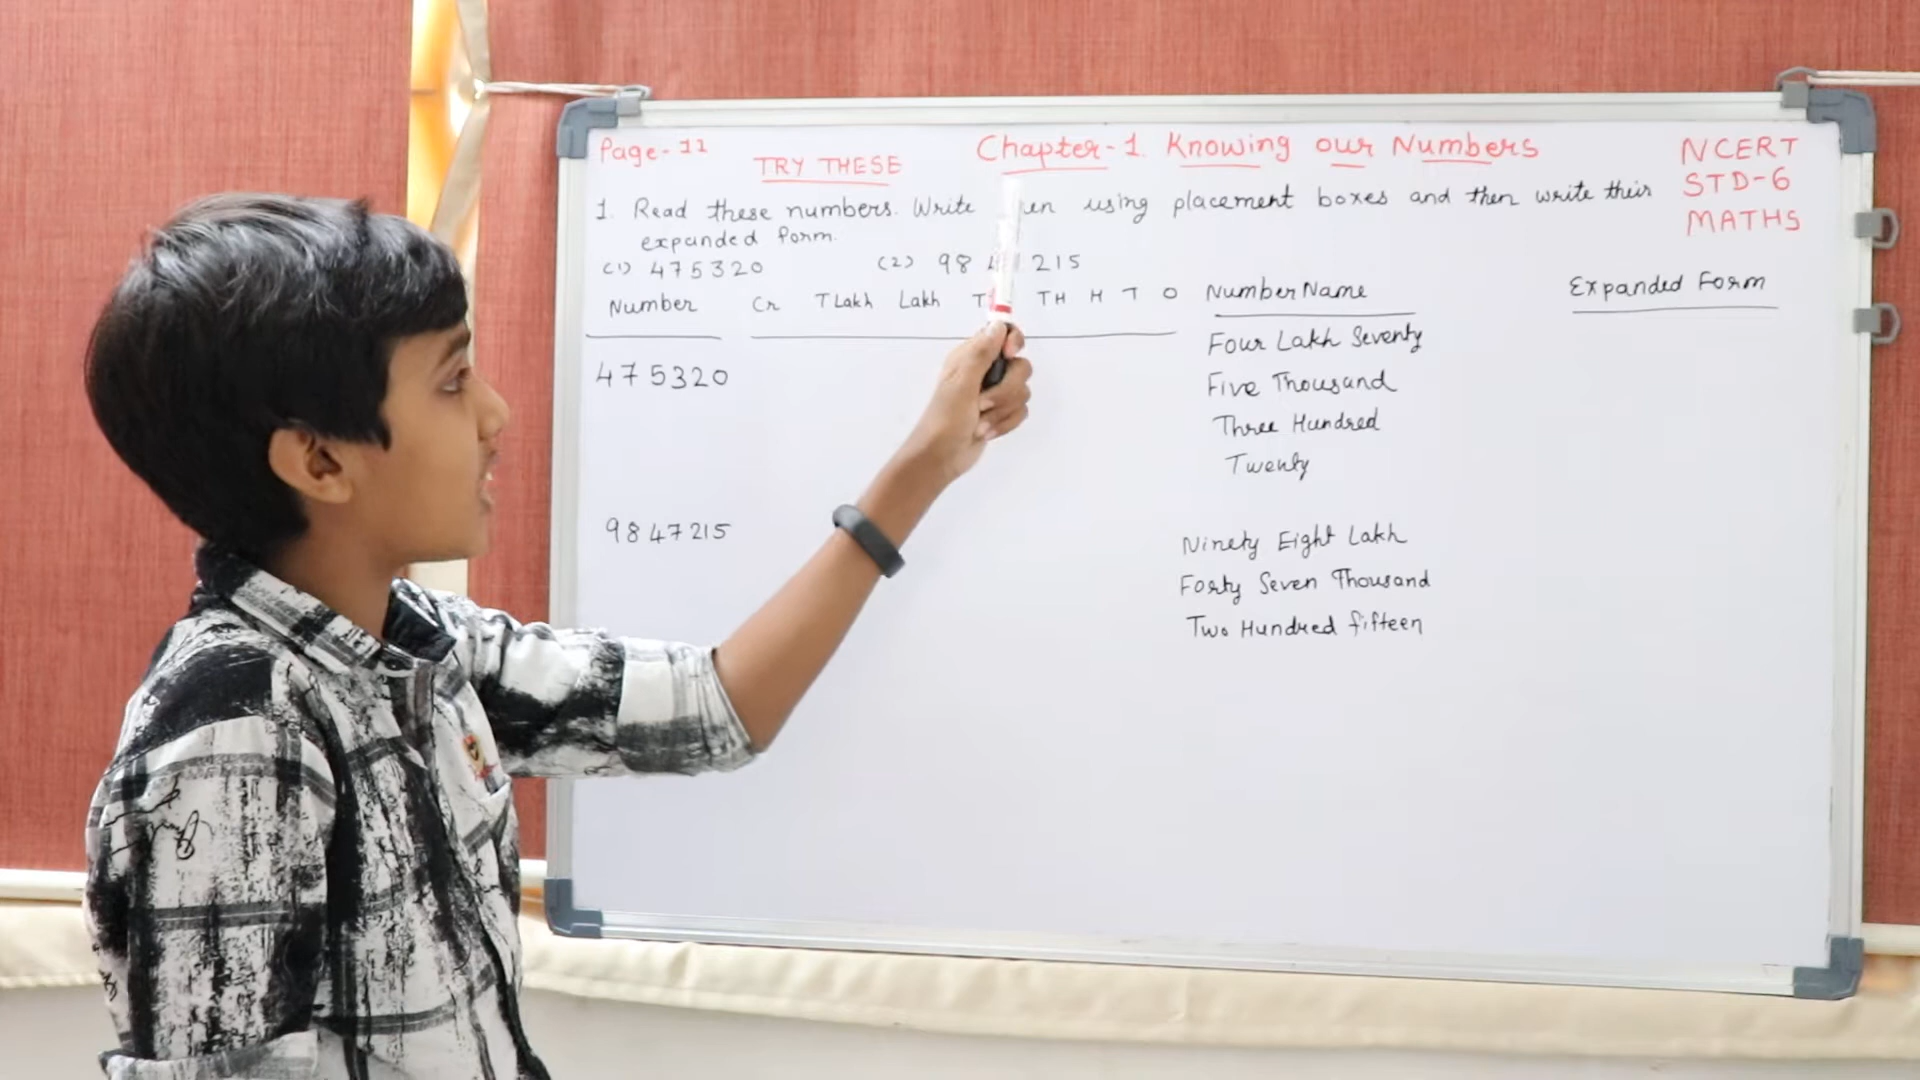 Page-11
TRY THESE
Chapter-1. Knowing our Numbers
NCERT
STD-6
MATHS
1. Read these numbers. Write using placement boxes and then write their
expanded form.
(1) 475320
(2) 98 215
Number Cr TLakh Lakh TH H T O Number Name Expanded Form
475320
Four Lakh Seventy
Five Thousand
Three Hundred
Twenty
9847215
Ninety Eight Lakh
Forty Seven Thousand
Two Hundred fifteen